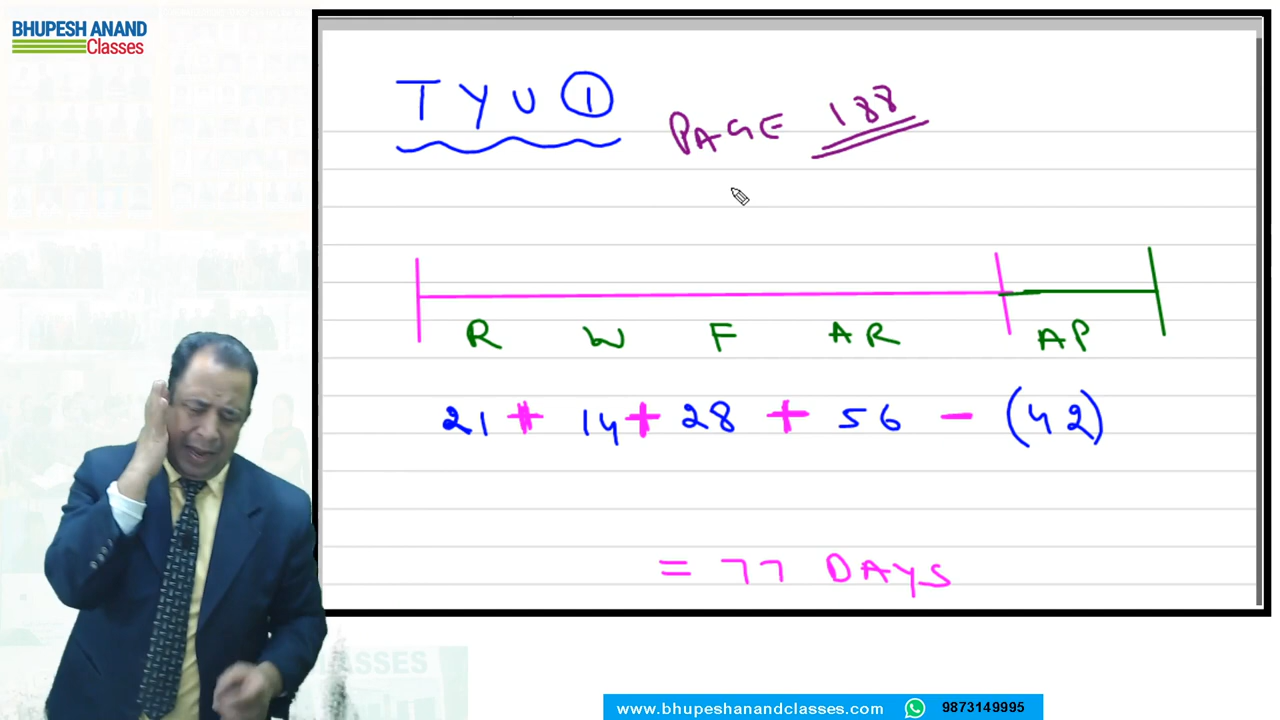 BHUPESH ANAND
Classes
TYU ①
PAGE 188
R W F AR AP
21 + 14 + 28 + 56 - (42)
= 77 DAYS
CLASSES
www.bhupeshanandclasses.com 9873149995